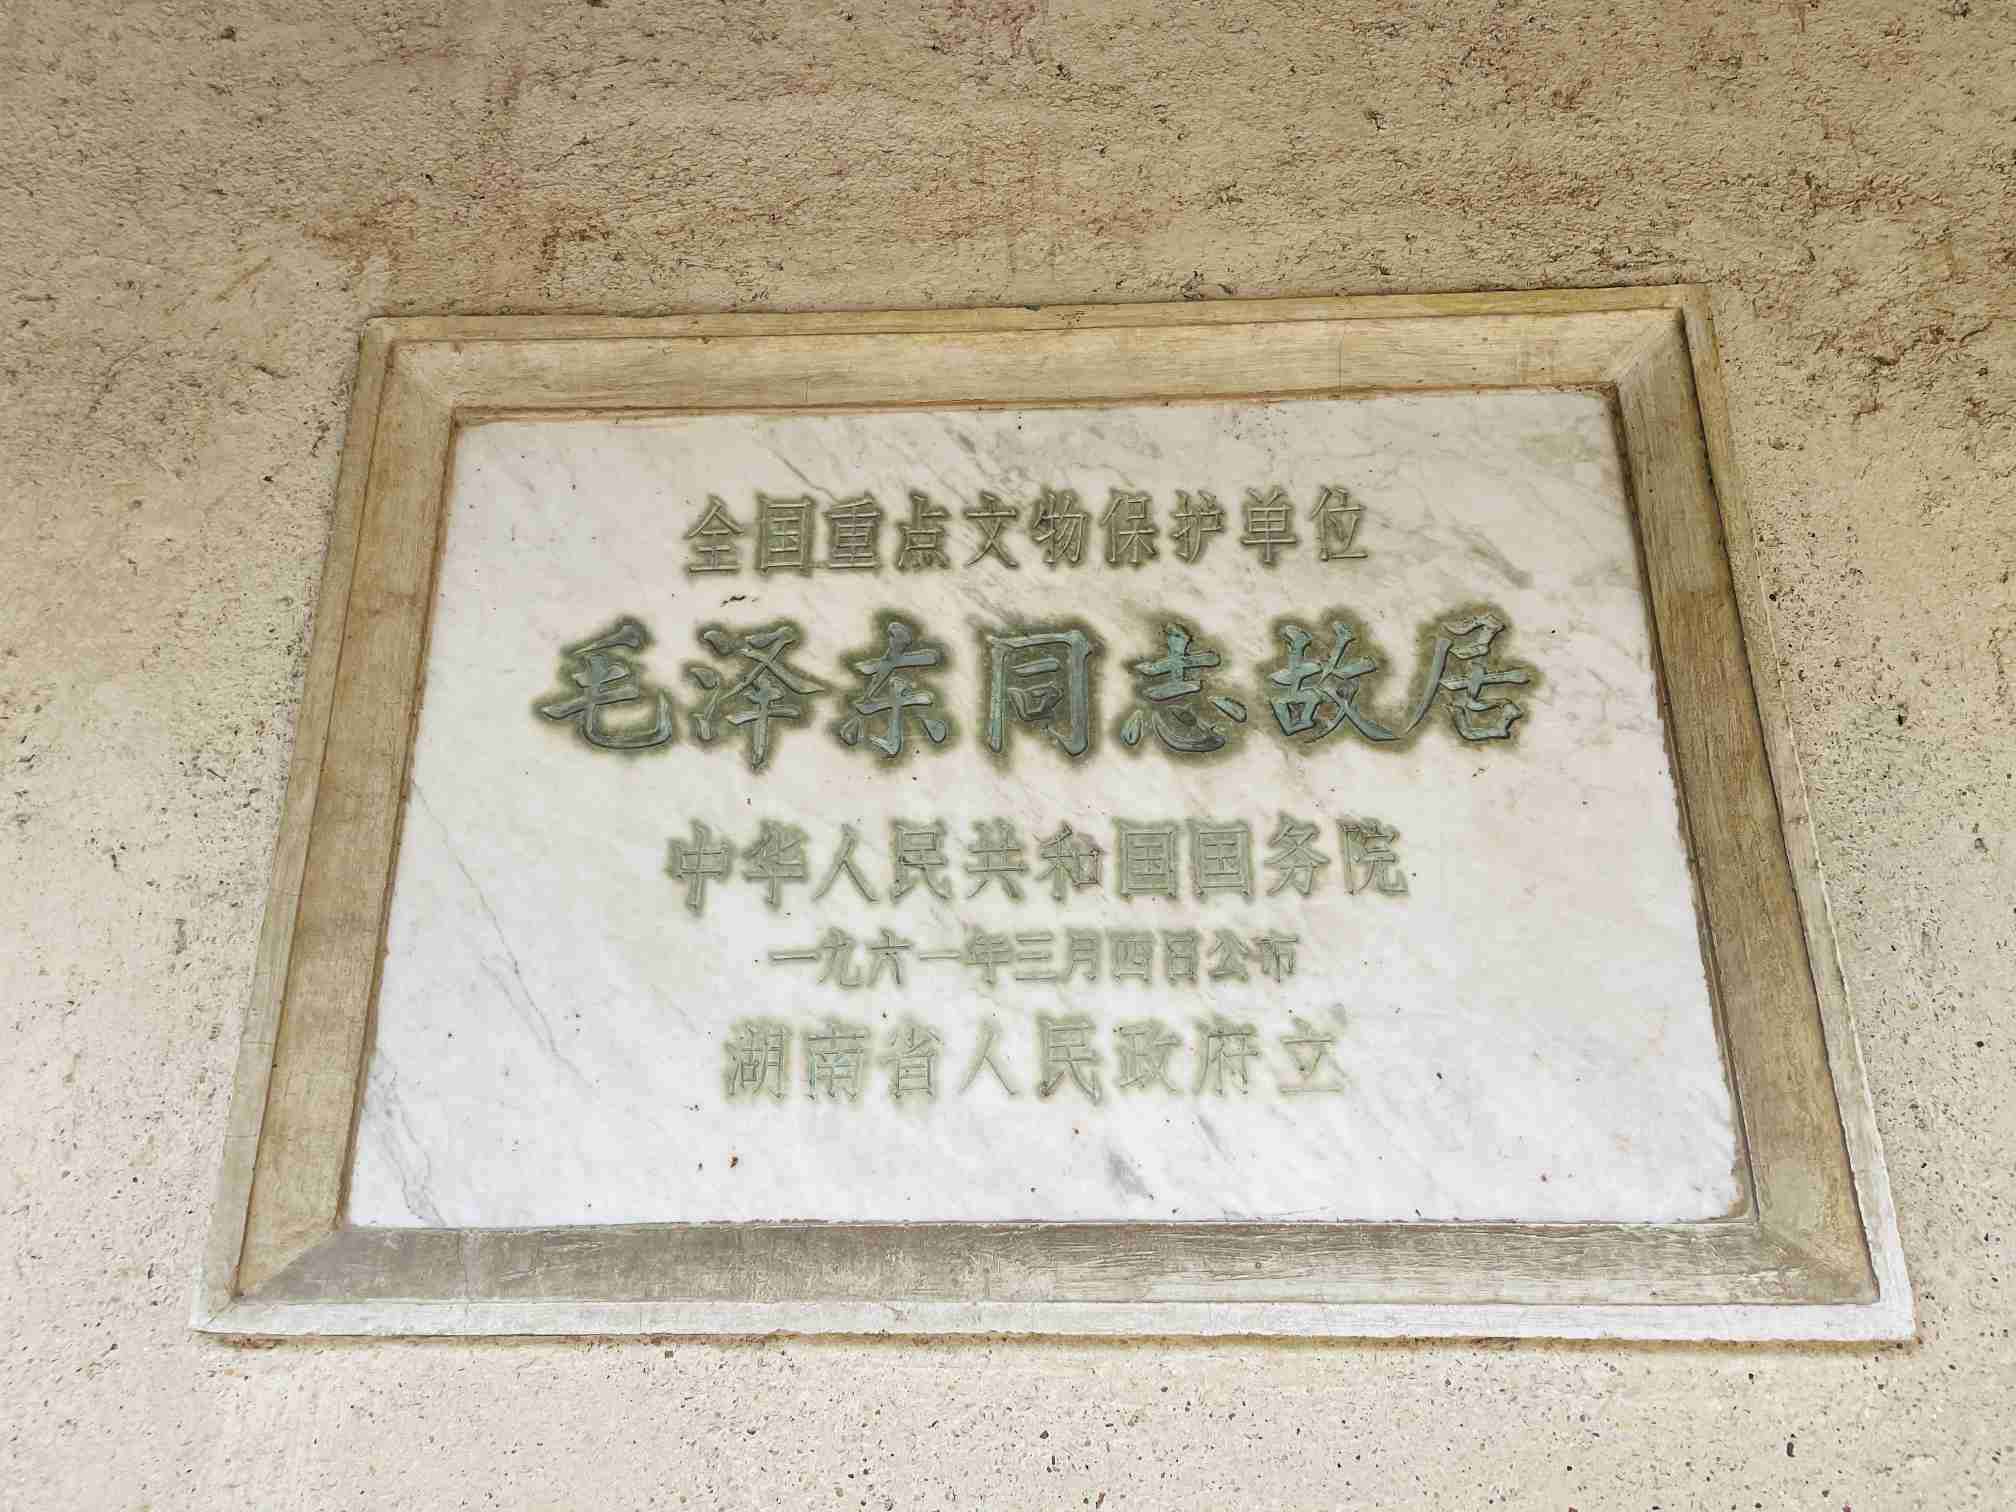 全国重点文物保护单位
毛泽东同志故居
中华人民共和国国务院
一九六一年三月四日公布
湖南省人民政府立